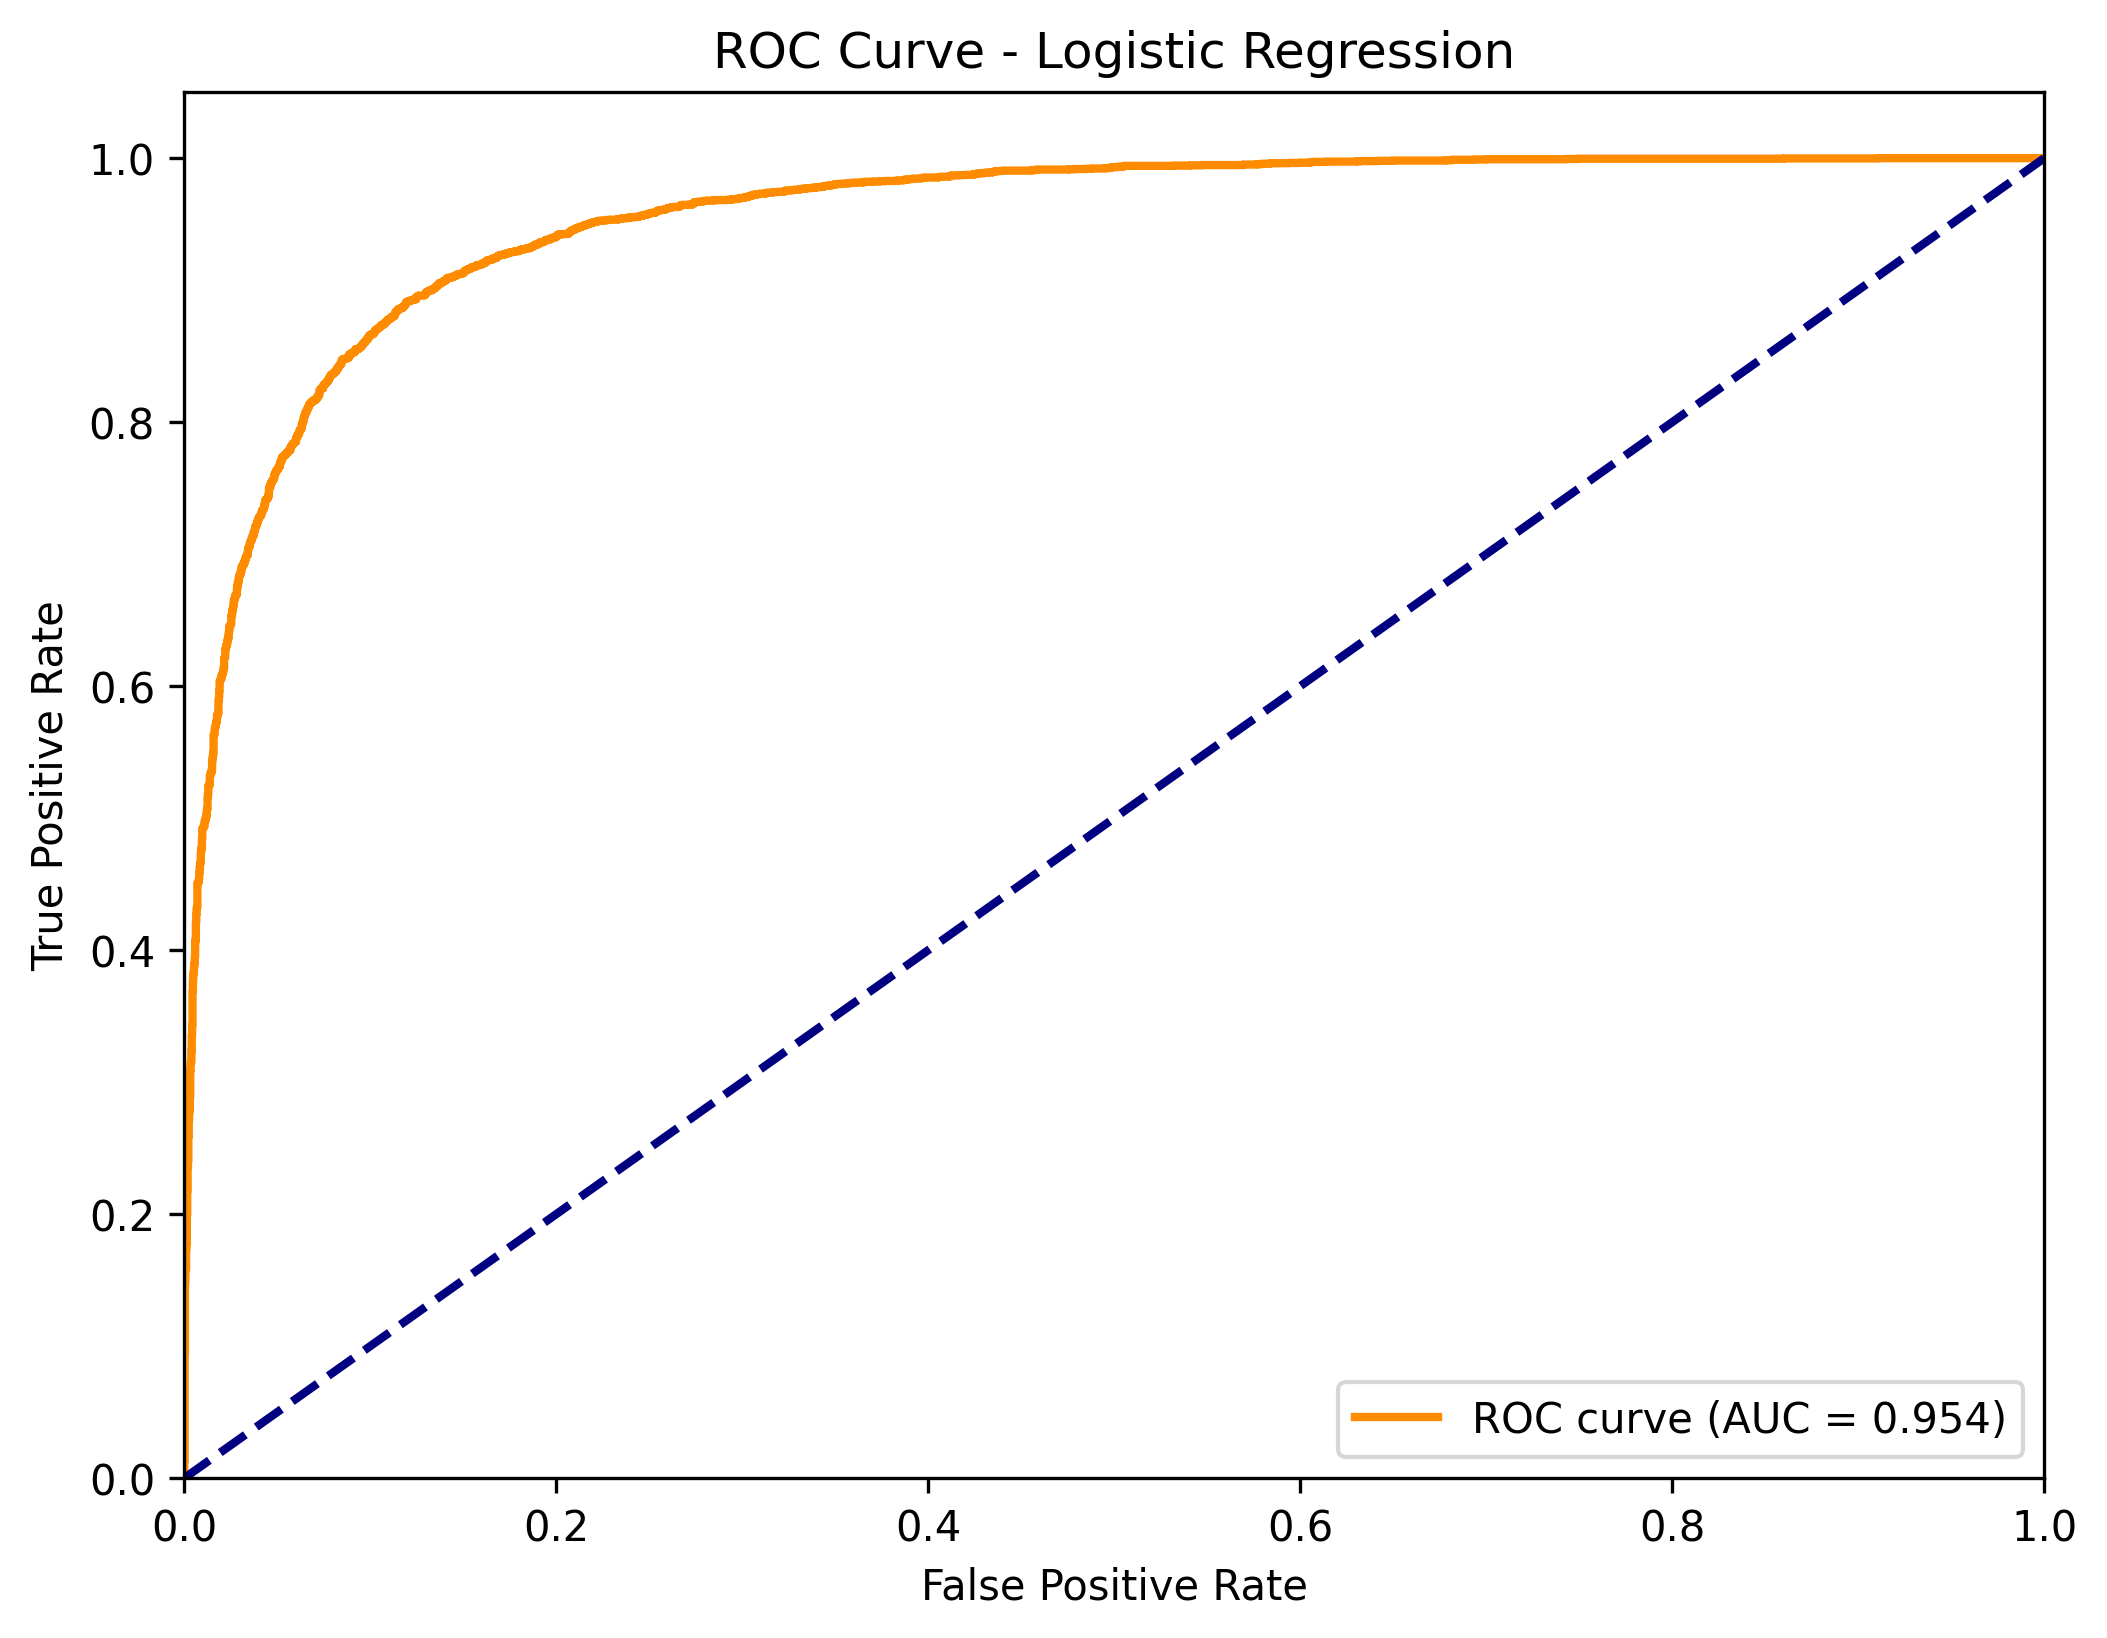 ROC Curve - Logistic Regression
1.0
0.8
0.6
0.4
0.2
0.0
True Positive Rate
ROC curve (AUC = 0.954)
0.0 0.2 0.4 0.6 0.8 1.0
False Positive Rate